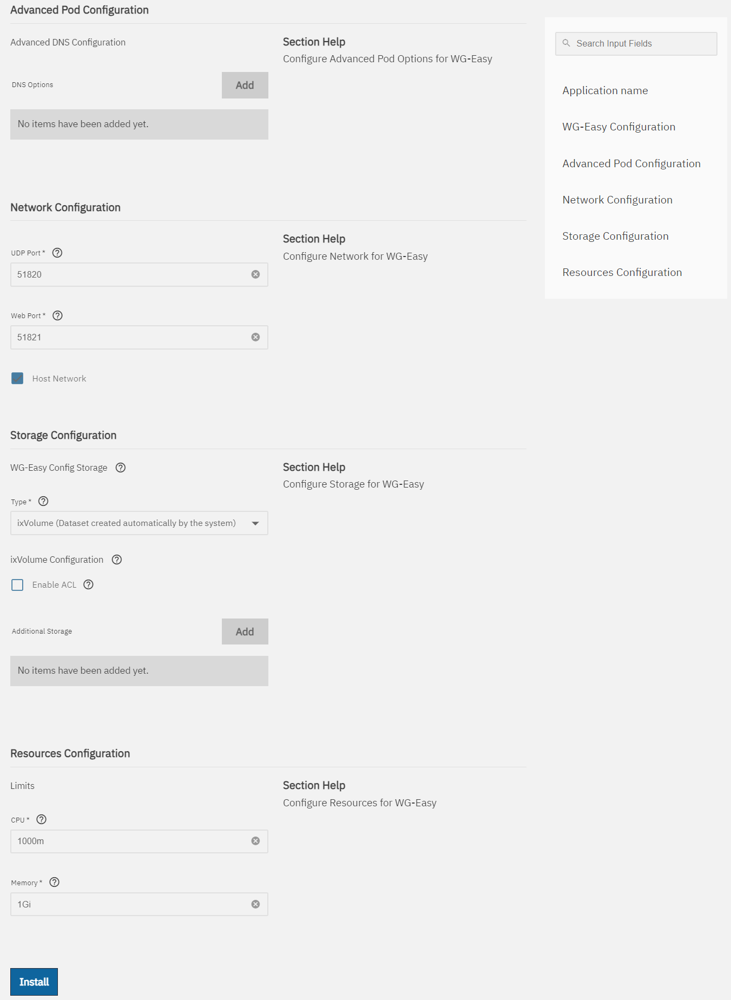 Advanced Pod Configuration
Advanced DNS Configuration
DNS Options
Add
No items have been added yet.
Section Help
Configure Advanced Pod Options for WG-Easy
Network Configuration
UDP Port *
51820
Web Port *
51821
Host Network
Section Help
Configure Network for WG-Easy
Storage Configuration
WG-Easy Config Storage
Type *
ixVolume (Dataset created automatically by the system)
ixVolume Configuration
Enable ACL
Additional Storage
Add
No items have been added yet.
Section Help
Configure Storage for WG-Easy
Resources Configuration
Limits
CPU *
1000m
Memory *
1Gi
Section Help
Configure Resources for WG-Easy
Install
Search Input Fields
Application name
WG-Easy Configuration
Advanced Pod Configuration
Network Configuration
Storage Configuration
Resources Configuration